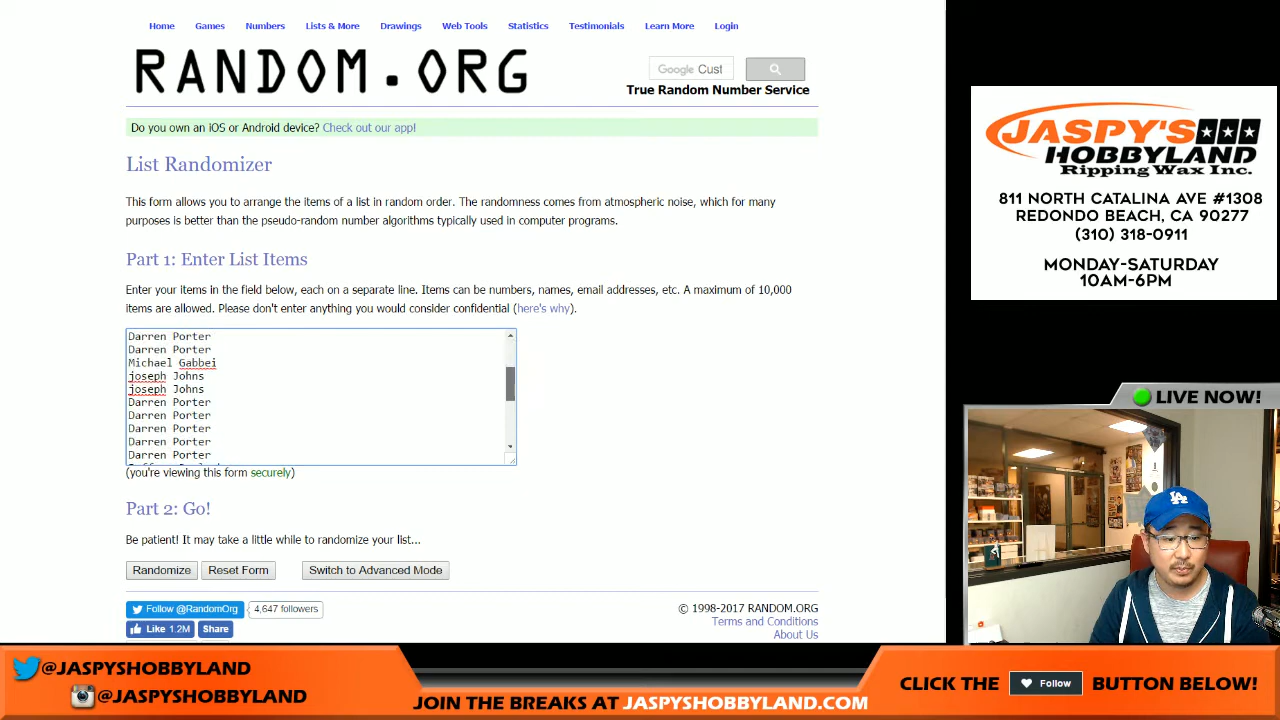 Home Games Numbers Lists & More Drawings Web Tools Statistics Testimonials Learn More Login
RANDOM.ORG
Google Cust
True Random Number Service
Do you own an iOS or Android device? Check out our app!
List Randomizer
This form allows you to arrange the items of a list in random order. The randomness comes from atmospheric noise, which for many
purposes is better than the pseudo-random number algorithms typically used in computer programs.
Part 1: Enter List Items
Enter your items in the field below, each on a separate line. Items can be numbers, names, email addresses, etc. A maximum of 10,000
items are allowed. Please don't enter anything you would consider confidential (here's why).
Darren Porter
Darren Porter
Michael Gabbei
joseph Johns
joseph Johns
Darren Porter
Darren Porter
Darren Porter
Darren Porter
Darren Porter
(you're viewing this form securely)
Part 2: Go!
Be patient! It may take a little while to randomize your list...
Randomize Reset Form Switch to Advanced Mode
Follow @RandomOrg 4,647 followers
Like 1.2M Share
© 1998-2017 RANDOM.ORG
Terms and Conditions
About Us
JASPY'S
HOBBYLAND
Ripping Wax Inc.
811 NORTH CATALINA AVE #1308
REDONDO BEACH, CA 90277
(310) 318-0911
MONDAY-SATURDAY
10AM-6PM
LIVE NOW!
LA
@JASPYSHOBBYLAND
@JASPYSHOBBYLAND
JOIN THE BREAKS AT JASPYSHOBBYLAND.COM
CLICK THE Follow BUTTON BELOW!